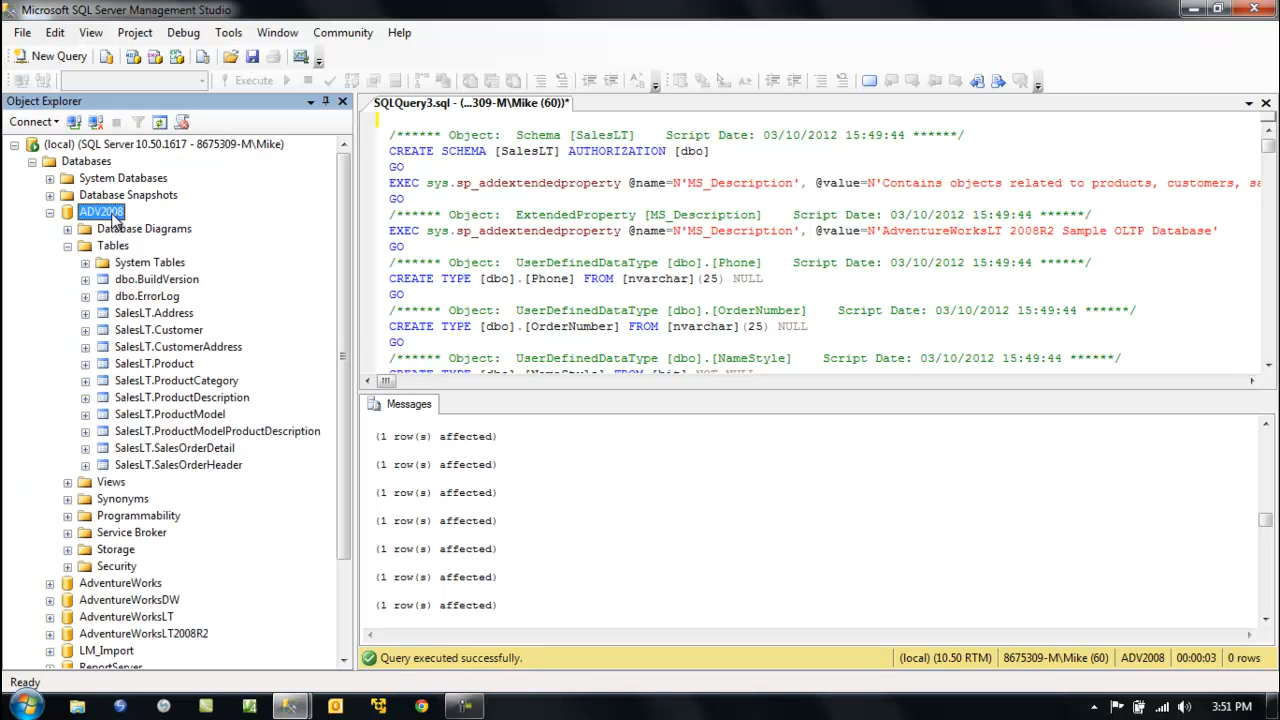 Microsoft SQL Server Management Studio
File Edit View Project Debug Tools Window Community Help
New Query
Execute
Object Explorer
SQLQuery3.sql - (...309-M\Mike (60))*
Connect
(local) (SQL Server 10.50.1617 - 8675309-M\Mike)
Databases
System Databases
Database Snapshots
ADV2008
Database Diagrams
Tables
System Tables
dbo.BuildVersion
dbo.ErrorLog
SalesLT.Address
SalesLT.Customer
SalesLT.CustomerAddress
SalesLT.Product
SalesLT.ProductCategory
SalesLT.ProductDescription
SalesLT.ProductModel
SalesLT.ProductModelProductDescription
SalesLT.SalesOrderDetail
SalesLT.SalesOrderHeader
Views
Synonyms
Programmability
Service Broker
Storage
Security
AdventureWorks
AdventureWorksDW
AdventureWorksLT
AdventureWorksLT2008R2
LM_Import
ReportServer
/****** Object: Schema [SalesLT] Script Date: 03/10/2012 15:49:44 ******/
CREATE SCHEMA [SalesLT] AUTHORIZATION [dbo]
GO
EXEC sys.sp_addextendedproperty @name=N'MS_Description', @value=N'Contains objects related to products, customers, sa
GO
/****** Object: ExtendedProperty [MS_Description] Script Date: 03/10/2012 15:49:44 ******/
EXEC sys.sp_addextendedproperty @name=N'MS_Description', @value=N'AdventureWorksLT 2008R2 Sample OLTP Database'
GO
/****** Object: UserDefinedDataType [dbo].[Phone] Script Date: 03/10/2012 15:49:44 ******/
CREATE TYPE [dbo].[Phone] FROM [nvarchar](25) NULL
GO
/****** Object: UserDefinedDataType [dbo].[OrderNumber] Script Date: 03/10/2012 15:49:44 ******/
CREATE TYPE [dbo].[OrderNumber] FROM [nvarchar](25) NULL
GO
/****** Object: UserDefinedDataType [dbo].[NameStyle] Script Date: 03/10/2012 15:49:44 ******/
CREATE TYPE [dbo].[NameStyle] FROM [bit] NOT NULL
Messages
(1 row(s) affected)
(1 row(s) affected)
(1 row(s) affected)
(1 row(s) affected)
(1 row(s) affected)
(1 row(s) affected)
(1 row(s) affected)
Query executed successfully.
(local) (10.50 RTM) 8675309-M\Mike (60) ADV2008 00:00:03 0 rows
Ready
3:51 PM